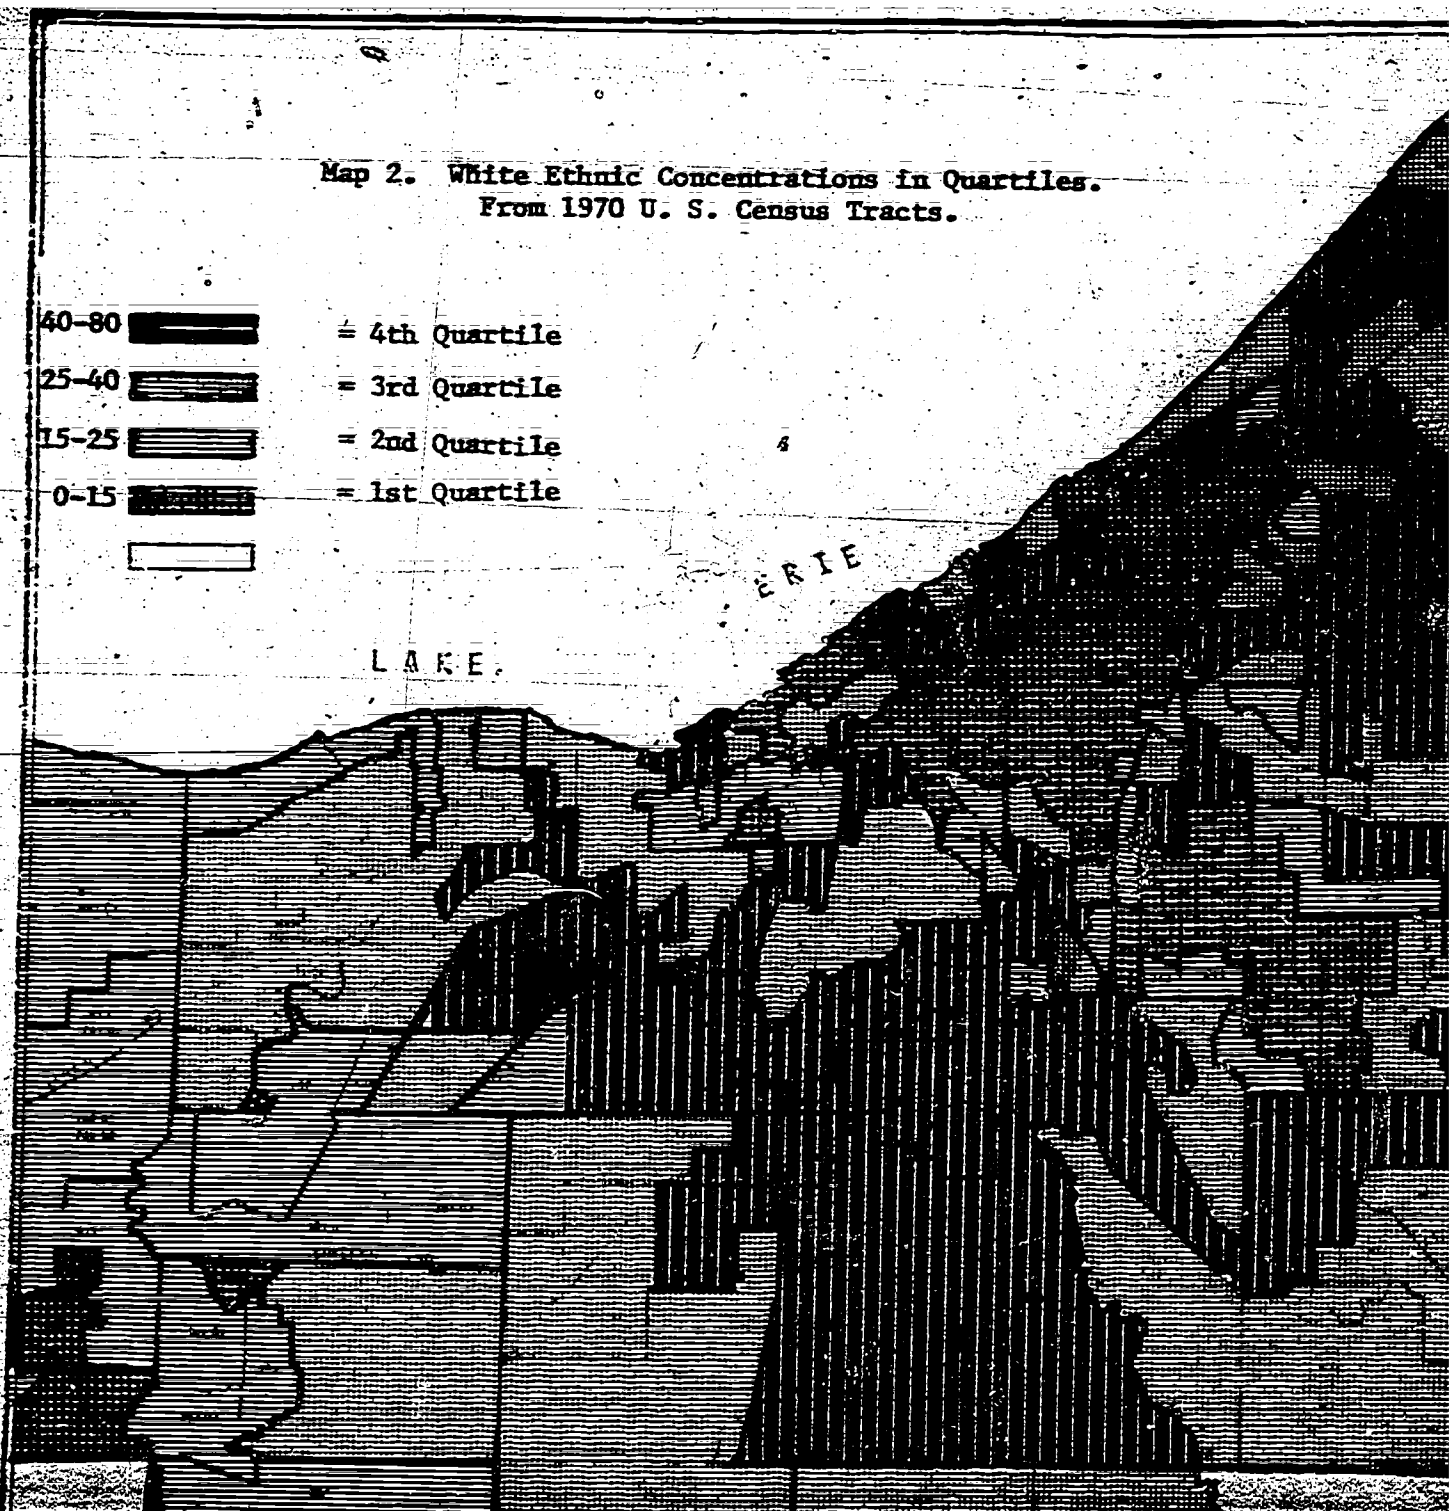 Map 2. White Ethnic Concentrations in Quartiles.
From 1970 U. S. Census Tracts.
40-80 = 4th Quartile
25-40 = 3rd Quartile
15-25 = 2nd Quartile
0-15 = 1st Quartile
ERIE
LAKE